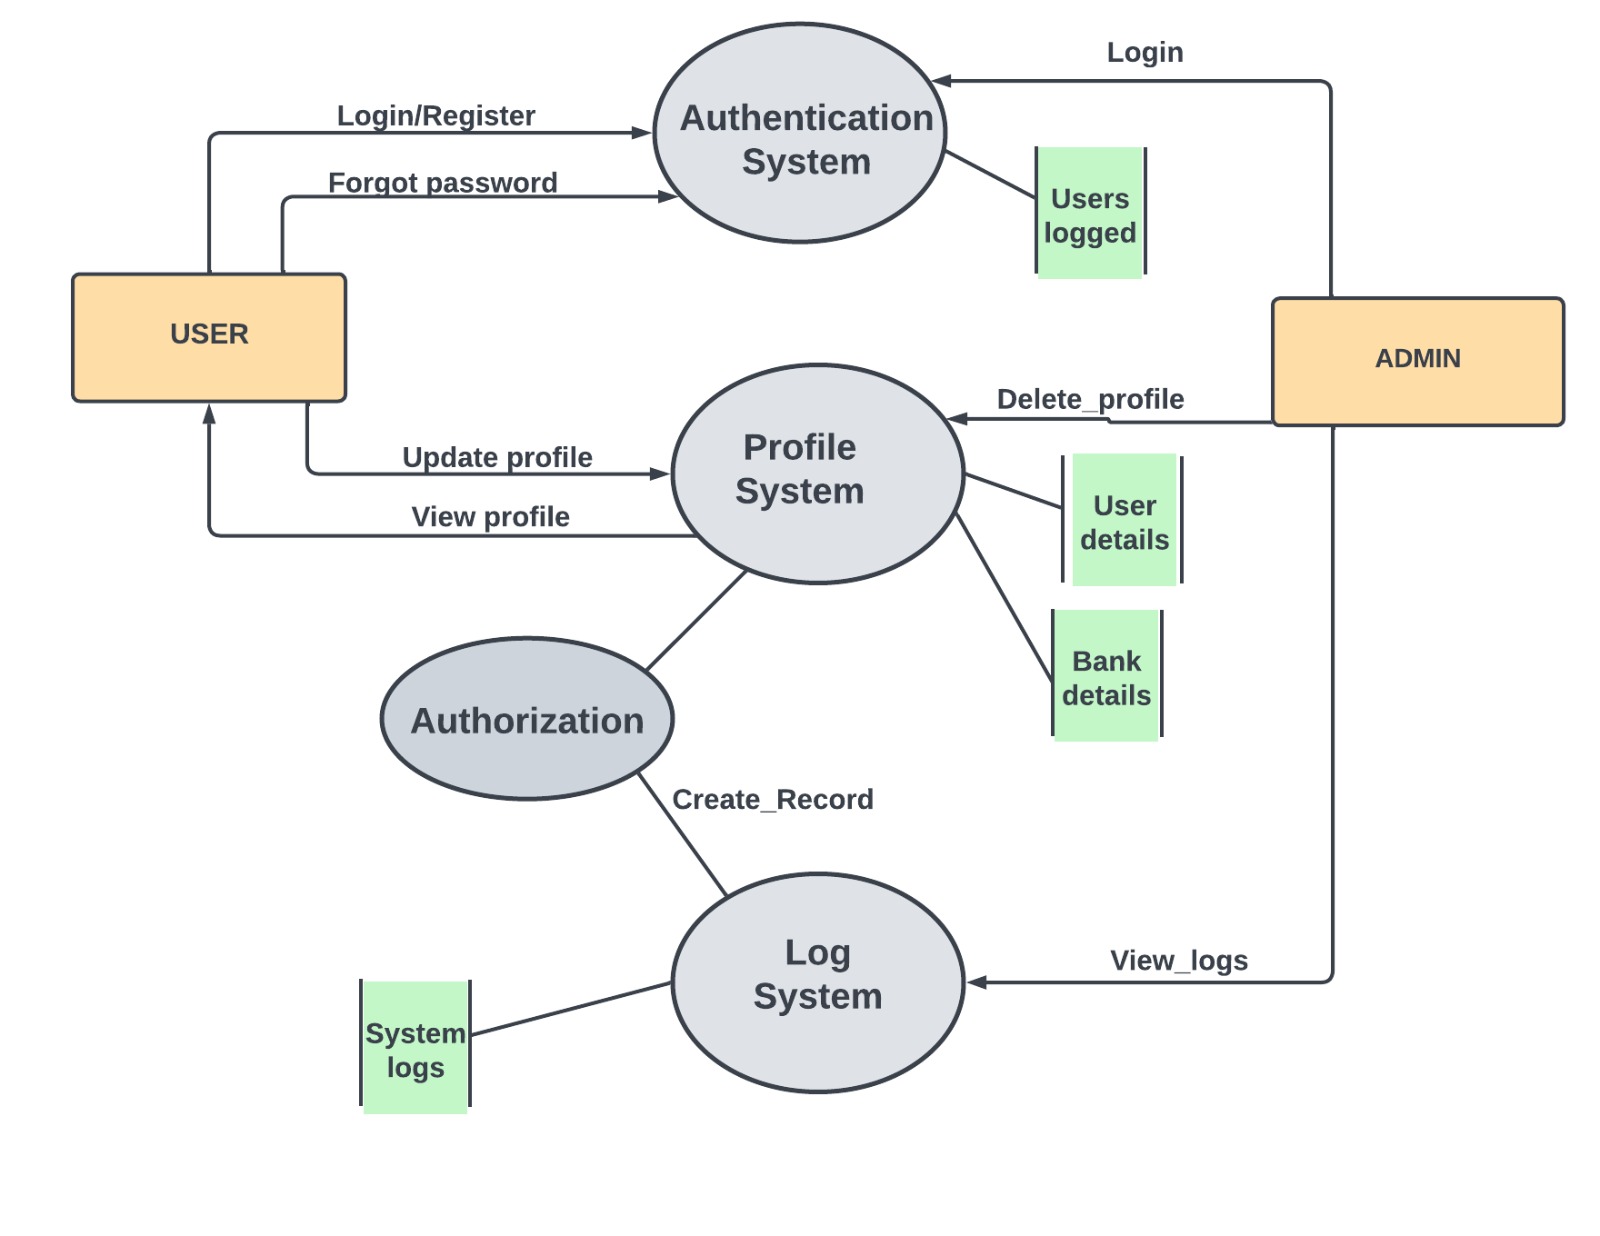 Login
Login/Register
Authentication
System
Forgot password
Users
logged
USER
ADMIN
Delete_profile
Profile
System
Update profile
View profile
User
details
Bank
details
Authorization
Create_Record
Log
System
View_logs
System
logs